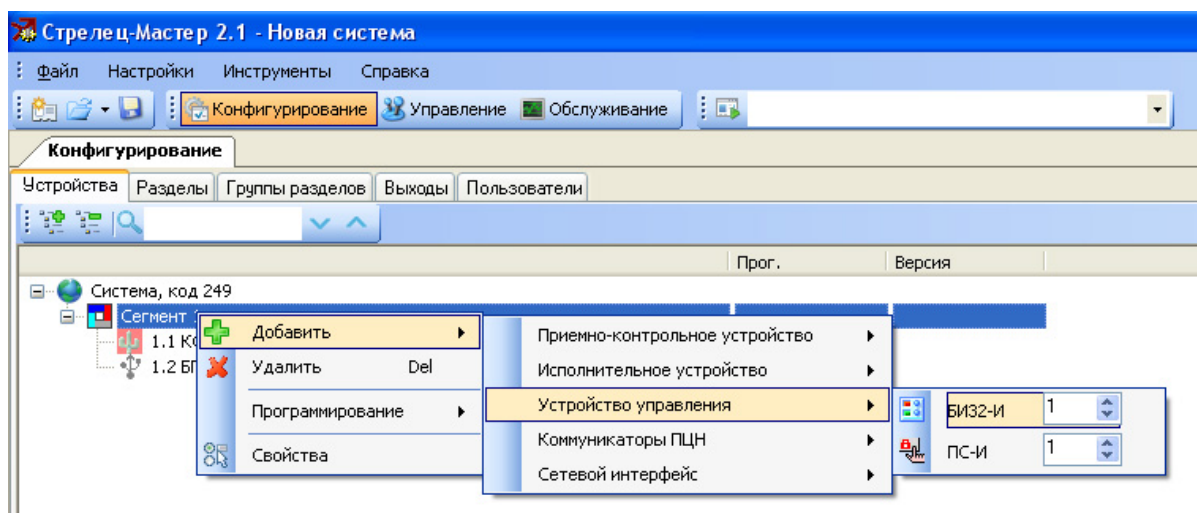 Стрелец-Мастер 2.1 - Новая система
Файл Настройки Инструменты Справка
Конфигурирование Управление Обслуживание
Конфигурирование
Устройства Разделы Группы разделов Выходы Пользователи
Прог. Версия
Система, код 249
Сегмент
Добавить Приемно-контрольное устройство
1.1
1.2
Удалить Del Исполнительное устройство
Программирование Устройство управления БИ32-И 1
Свойства Коммуникаторы ПЦН ПС-И 1
Сетевой интерфейс